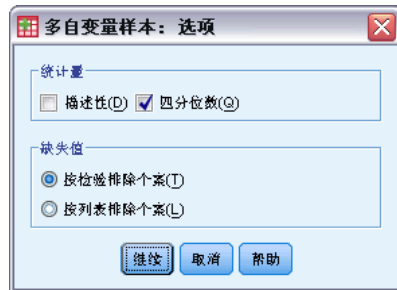 多自变量样本：选项
统计量
描述性(D) 四分位数(Q)
缺失值
按检验排除个案(T)
按列表排除个案(L)
继续 取消 帮助